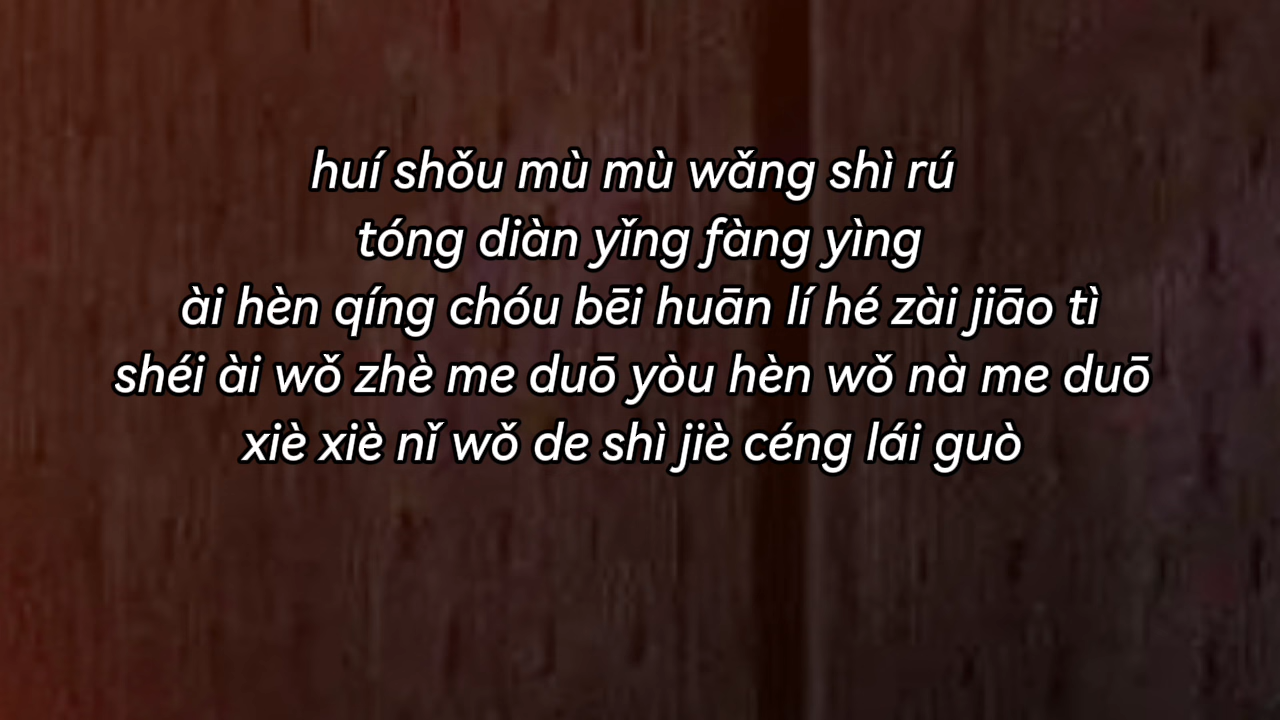 huí shǒu mù mù wǎng shì rú
tóng diàn yǐng fàng yìng
ài hèn qíng chóu bēi huān lí hé zài jiāo tì
shéi ài wǒ zhè me duō yòu hèn wǒ nà me duō
xiè xiè nǐ wǒ de shì jiè céng lái guò